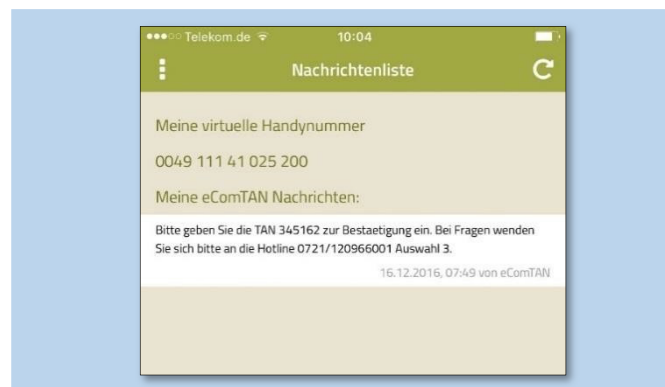 Telekom.de 10:04
Nachrichtenliste
Meine virtuelle Handynummer
0049 111 41 025 200
Meine eComTAN Nachrichten:
Bitte geben Sie die TAN 345162 zur Bestaetigung ein. Bei Fragen wenden
Sie sich bitte an die Hotline 0721/120966001 Auswahl 3.
16.12.2016, 07:49 von eComTAN